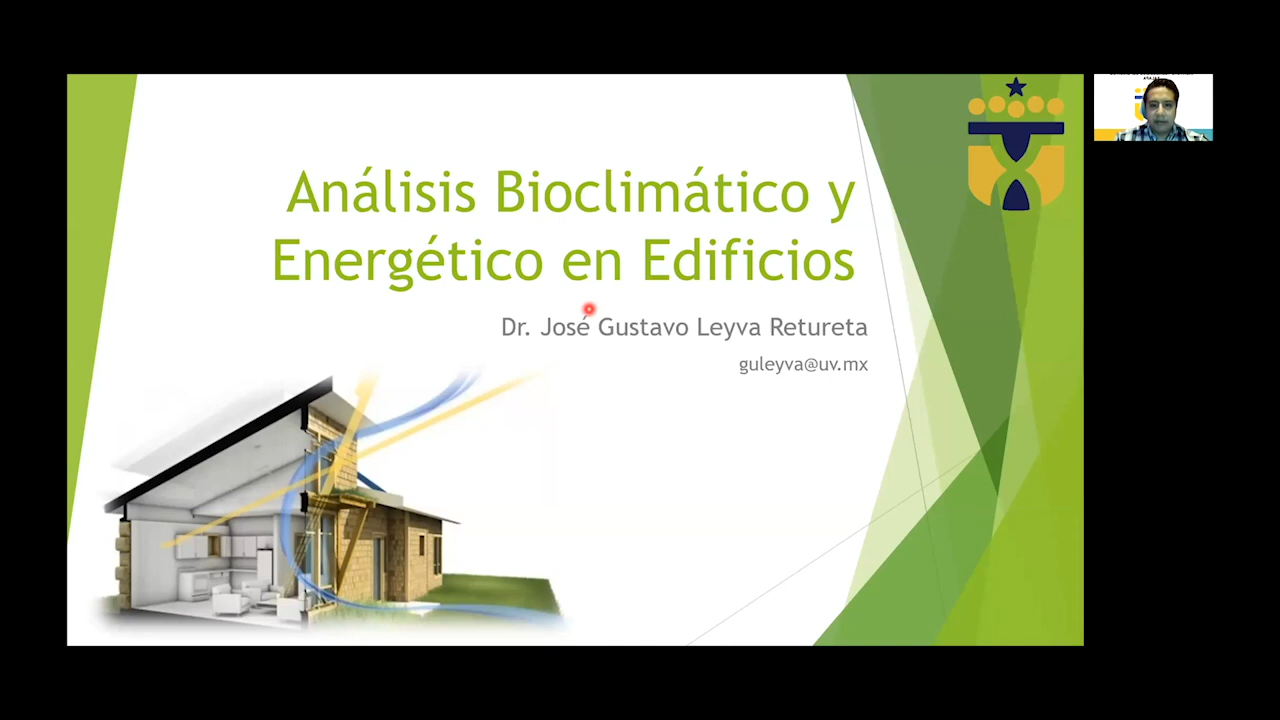 Análisis Bioclimático y
Energético en Edificios
Dr. José Gustavo Leyva Retureta
guleyva@uv.mx